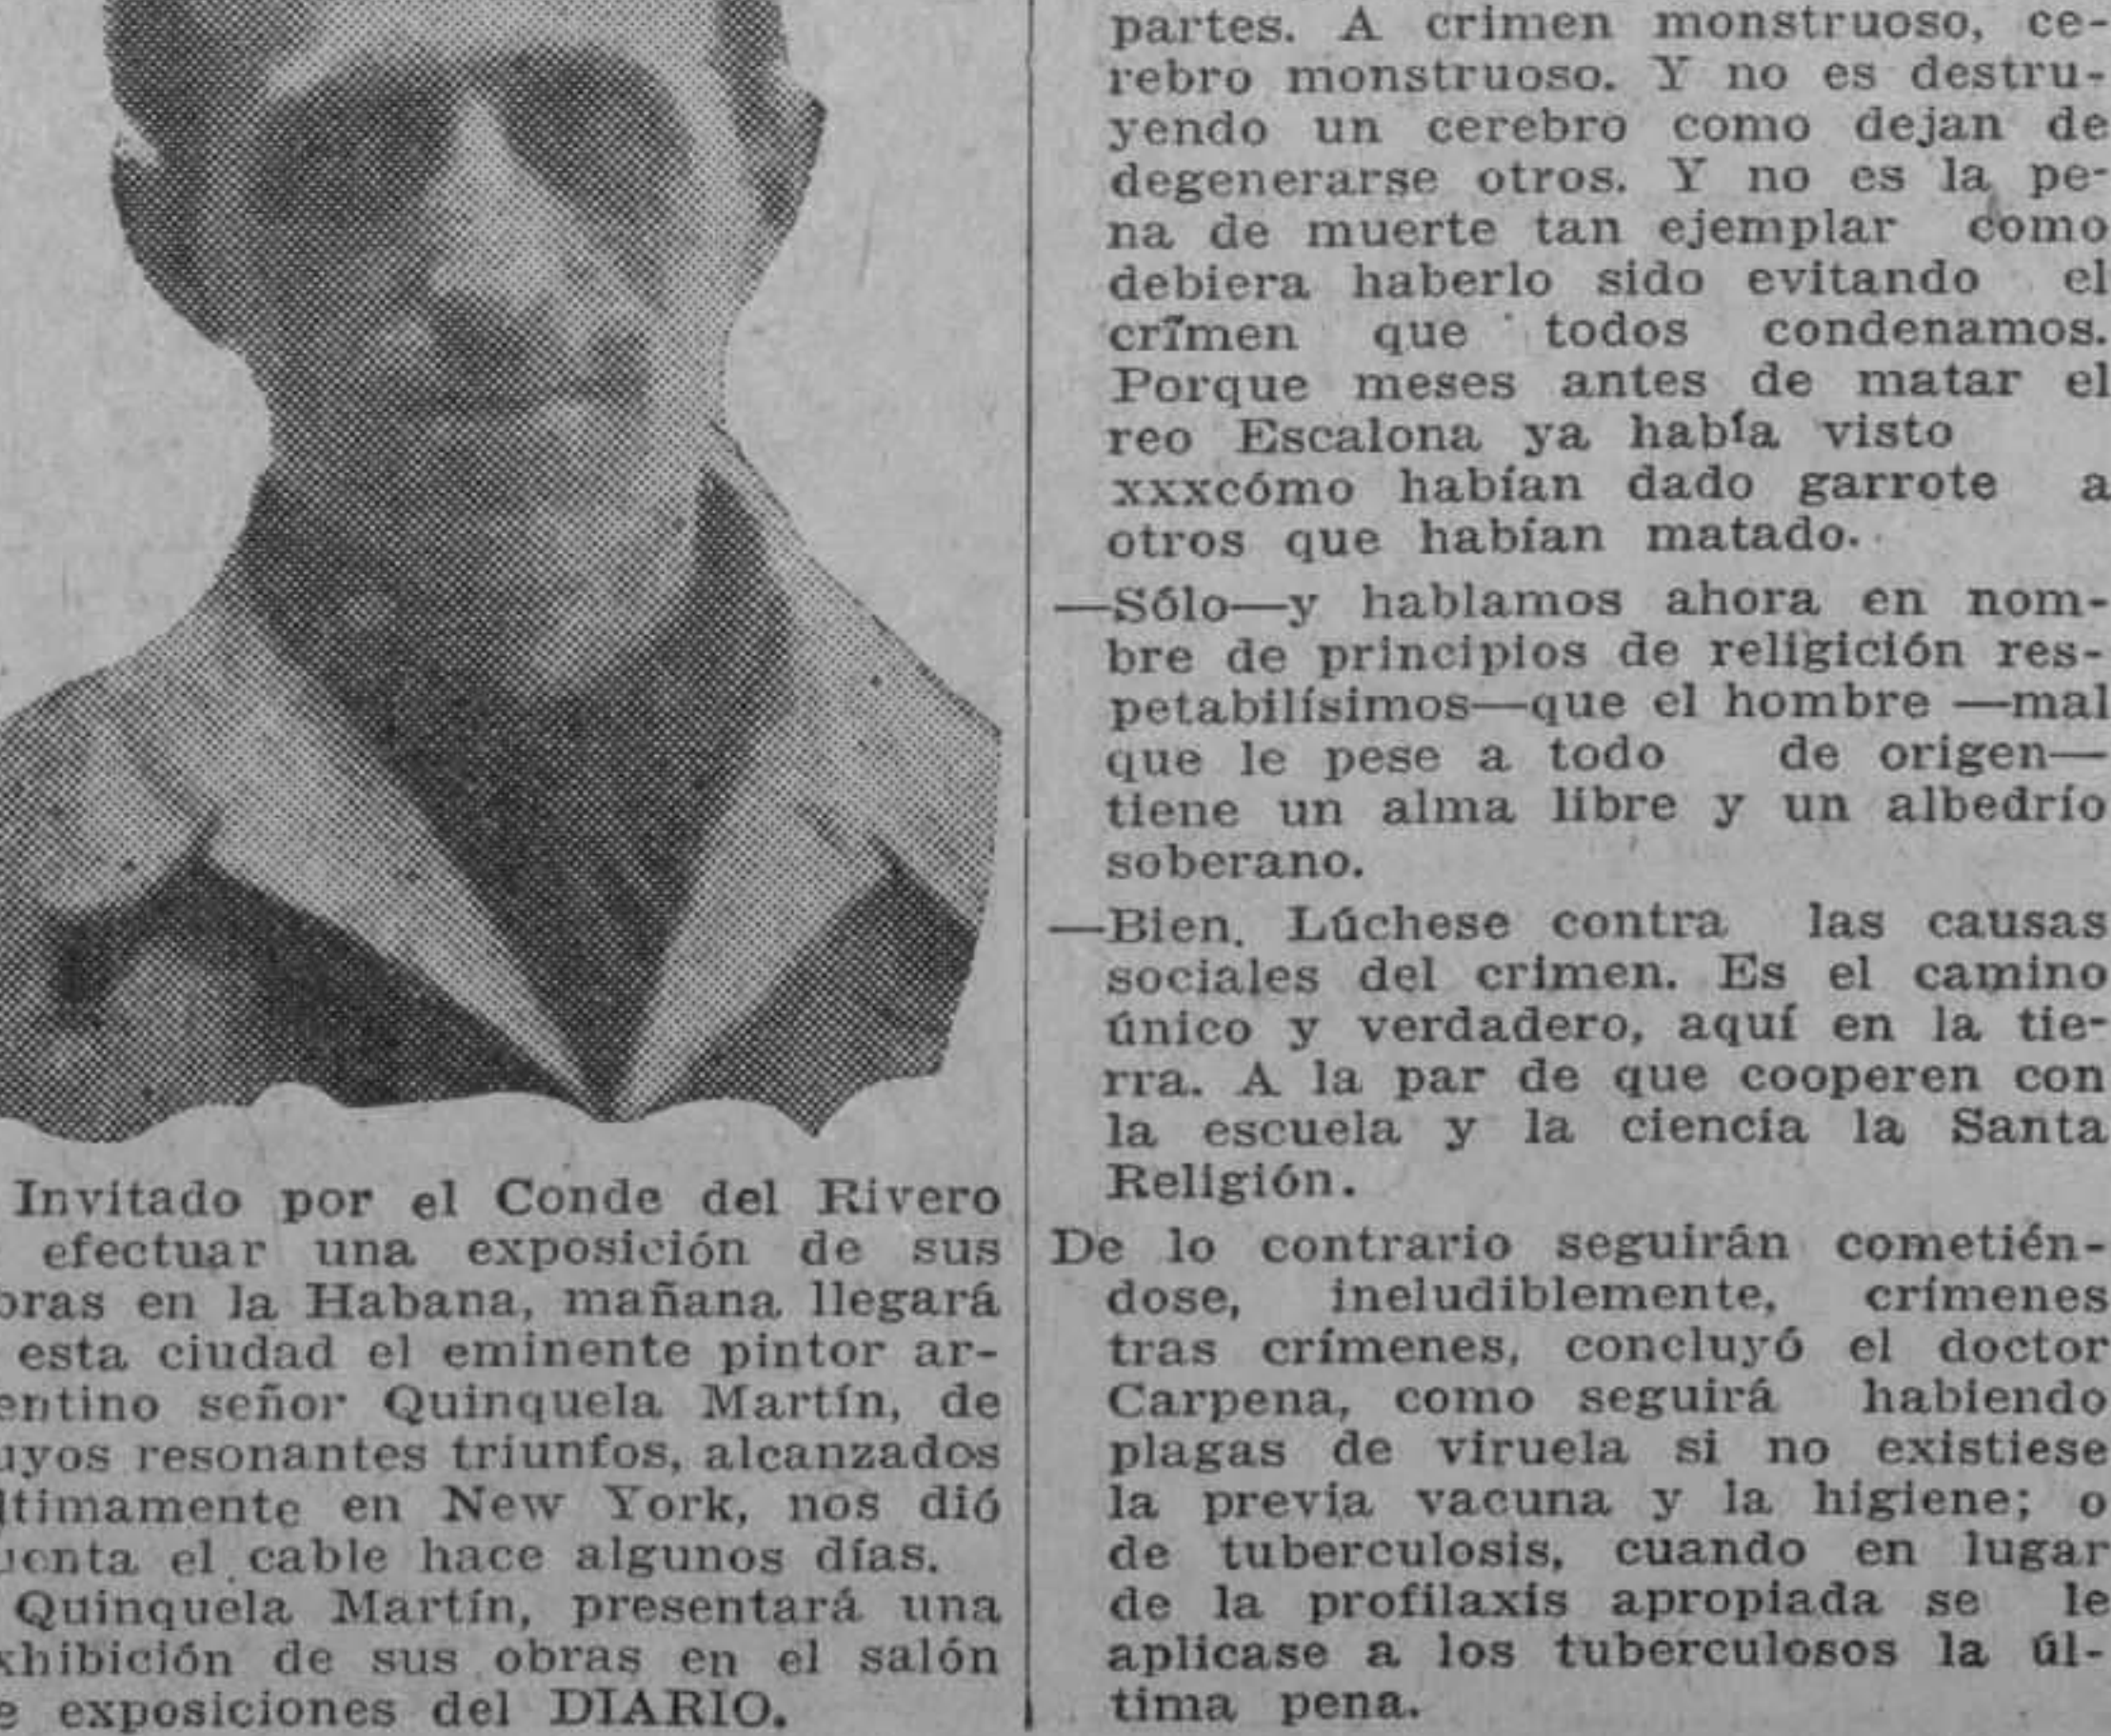 Invitado por el Conde del Rivero
efectuar una exposición de sus
bras en la Habana, mañana llegará
esta ciudad el eminente pintor ar-
entino señor Quinquela Martín, de
uyos resonantes triunfos, alcanzados
ltimamente en New York, nos dió
uenta el cable hace algunos días.
Quinquela Martín, presentará una
xhibición de sus obras en el salón
e exposiciones del DIARIO.
partes. A crimen monstruoso, ce-
rebro monstruoso. Y no es destru-
yendo un cerebro como dejan de
degenerarse otros. Y no es la pe-
na de muerte tan ejemplar como
debiera haberlo sido evitando el
crímen que todos condenamos.
Porque meses antes de matar el
reo Escalona ya había visto
xxxcómo habían dado garrote a
otros que habían matado.
—Sólo—y hablamos ahora en nom-
bre de principios de religición res-
petabilísimos—que el hombre —mal
que le pese a todo de origen—
tiene un alma libre y un albedrío
soberano.
—Bien. Lúchese contra las causas
sociales del crimen. Es el camino
único y verdadero, aquí en la tie-
rra. A la par de que cooperen con
la escuela y la ciencia la Santa
Religión.
De lo contrario seguirán cometién-
dose, ineludiblemente, crímenes
tras crímenes, concluyó el doctor
Carpena, como seguirá habiendo
plagas de viruela si no existiese
la previa vacuna y la higiene; o
de tuberculosis, cuando en lugar
de la profilaxis apropiada se le
aplicase a los tuberculosos la úl-
tima pena.